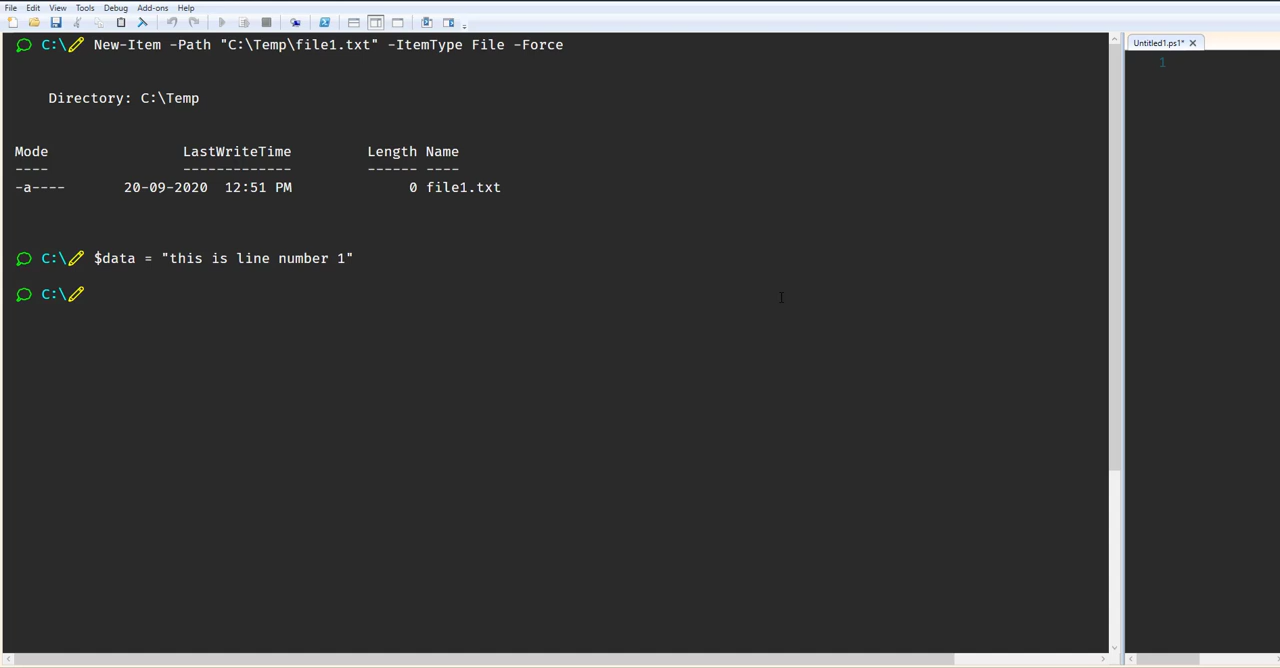 File Edit View Tools Debug Add-ons Help
C:\ New-Item -Path "C:\Temp\file1.txt" -ItemType File -Force
Untitled1.ps1* X
1
Directory: C:\Temp
Mode LastWriteTime Length Name
---- ------------- ------ ----
-a---- 20-09-2020 12:51 PM 0 file1.txt
C:\ $data = "this is line number 1"
C:\